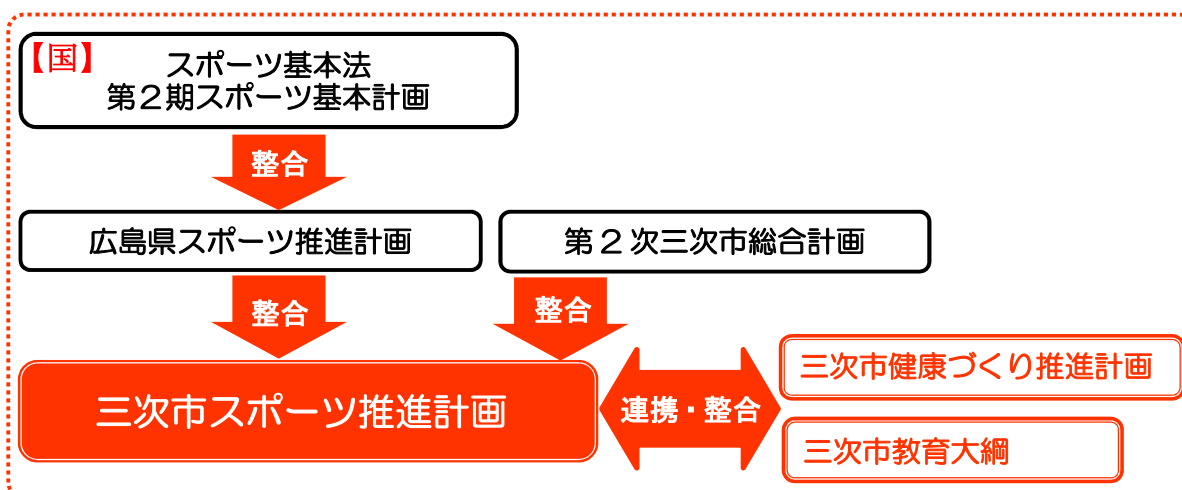 【国】
スポーツ基本法
第2期スポーツ基本計画
整合
広島県スポーツ推進計画
第2次三次市総合計画
整合
整合
三次市スポーツ推進計画
連携・整合
三次市健康づくり推進計画
三次市教育大綱